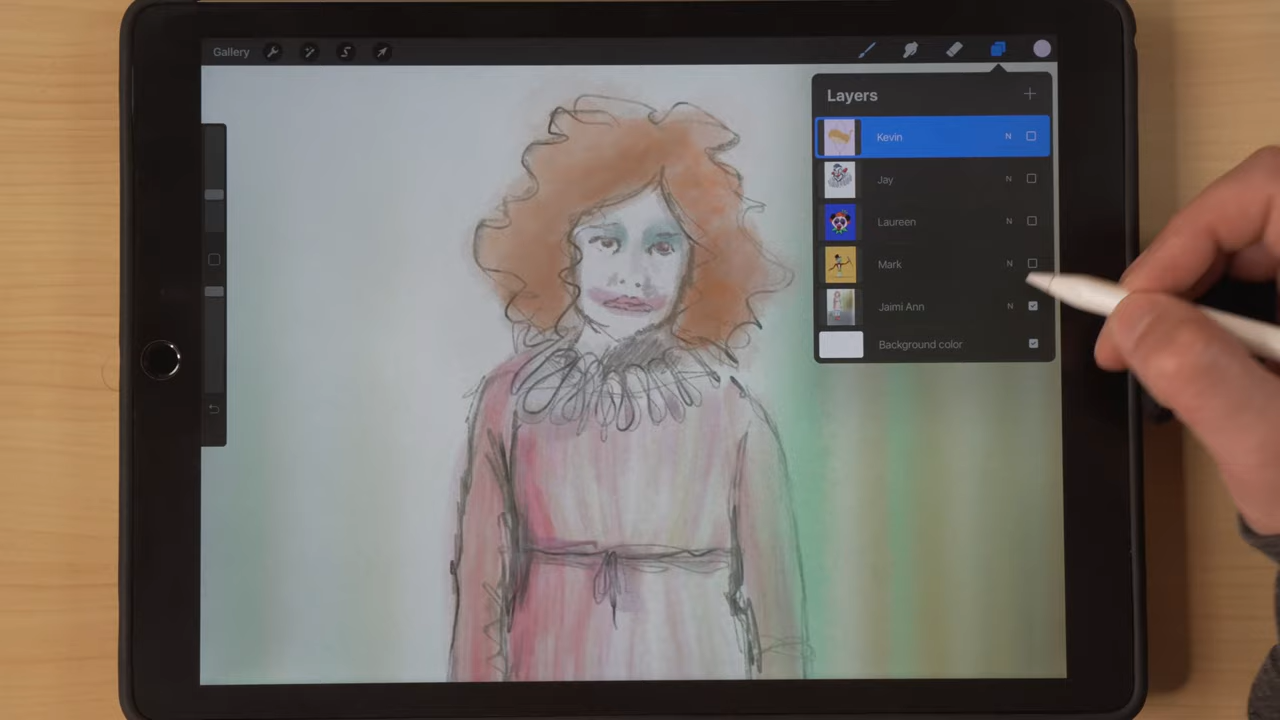 Gallery
Layers
Kevin N
Jay N
Laureen N
Mark N
Jaimi Ann N
Background color